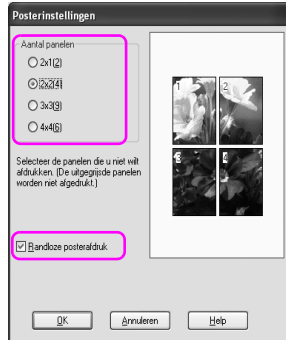 Posterinstellingen
Aantal panelen
2x1(2)
2x2(4)
3x3(9)
4x4(6)
Selecteer de panelen die u niet wilt
afdrukken. (De uitgegrijsde panelen
worden niet afgedrukt.)
Randloze posterafdruk
1 2
3 4
OK Annuleren Help